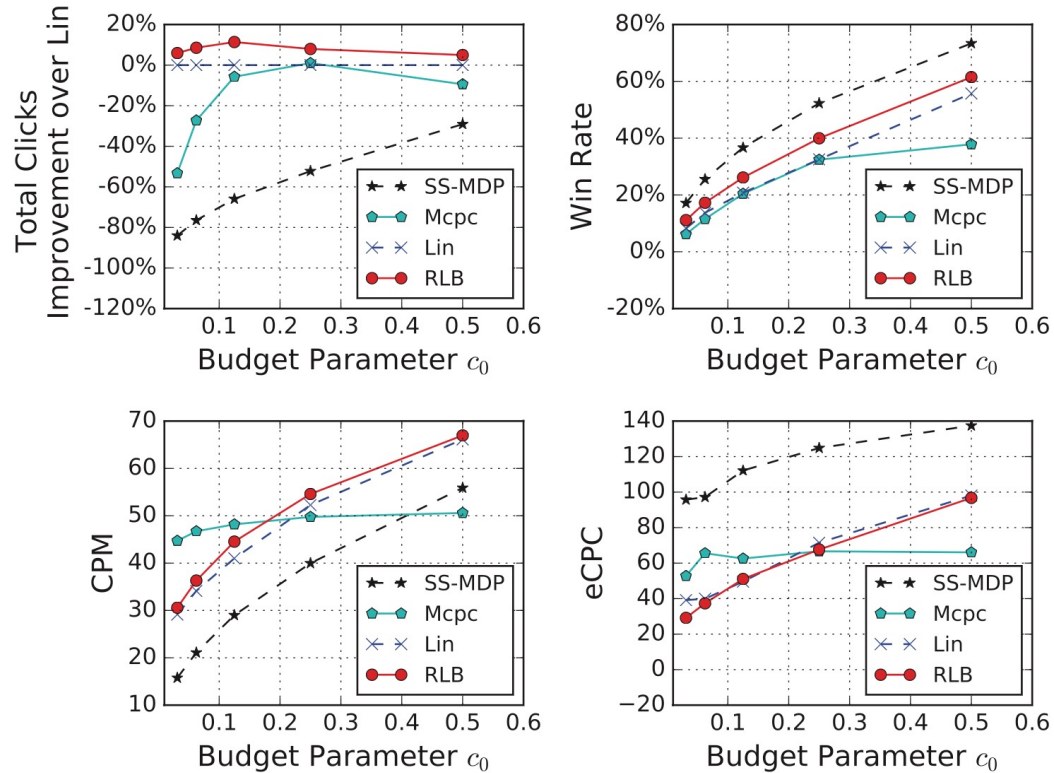 Total Clicks
Improvement over Lin
20%
0%
-20%
-40%
-60%
-80%
-100%
-120%
0.1 0.2 0.3 0.4 0.5 0.6
Budget Parameter c₀
SS-MDP
Mcpc
Lin
RLB
Win Rate
80%
60%
40%
20%
0%
-20%
0.1 0.2 0.3 0.4 0.5 0.6
Budget Parameter c₀
SS-MDP
Mcpc
Lin
RLB
CPM
70
60
50
40
30
20
10
0.1 0.2 0.3 0.4 0.5 0.6
Budget Parameter c₀
SS-MDP
Mcpc
Lin
RLB
eCPC
140
120
100
80
60
40
20
0
−20
0.1 0.2 0.3 0.4 0.5 0.6
Budget Parameter c₀
SS-MDP
Mcpc
Lin
RLB